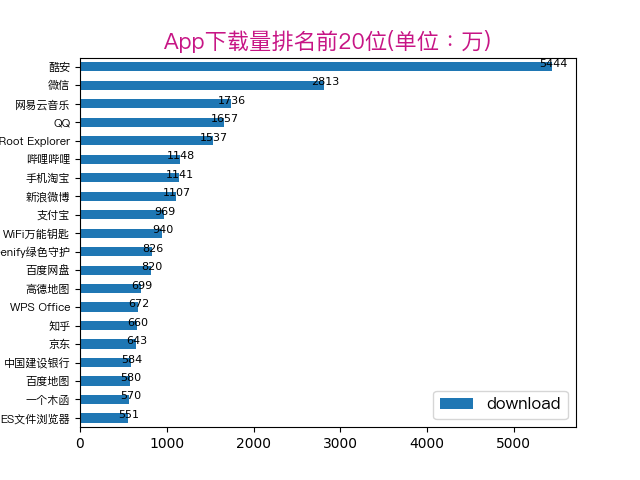 App下载量排名前20位(单位：万)
酷安 5444
微信 2813
网易云音乐 1736
QQ 1657
Root Explorer 1537
哔哩哔哩 1148
手机淘宝 1141
新浪微博 1107
支付宝 969
WiFi万能钥匙 940
enify绿色守护 826
百度网盘 820
高德地图 699
WPS Office 672
知乎 660
京东 643
中国建设银行 584
百度地图 580
一个木函 570
ES文件浏览器 551
download
0 1000 2000 3000 4000 5000